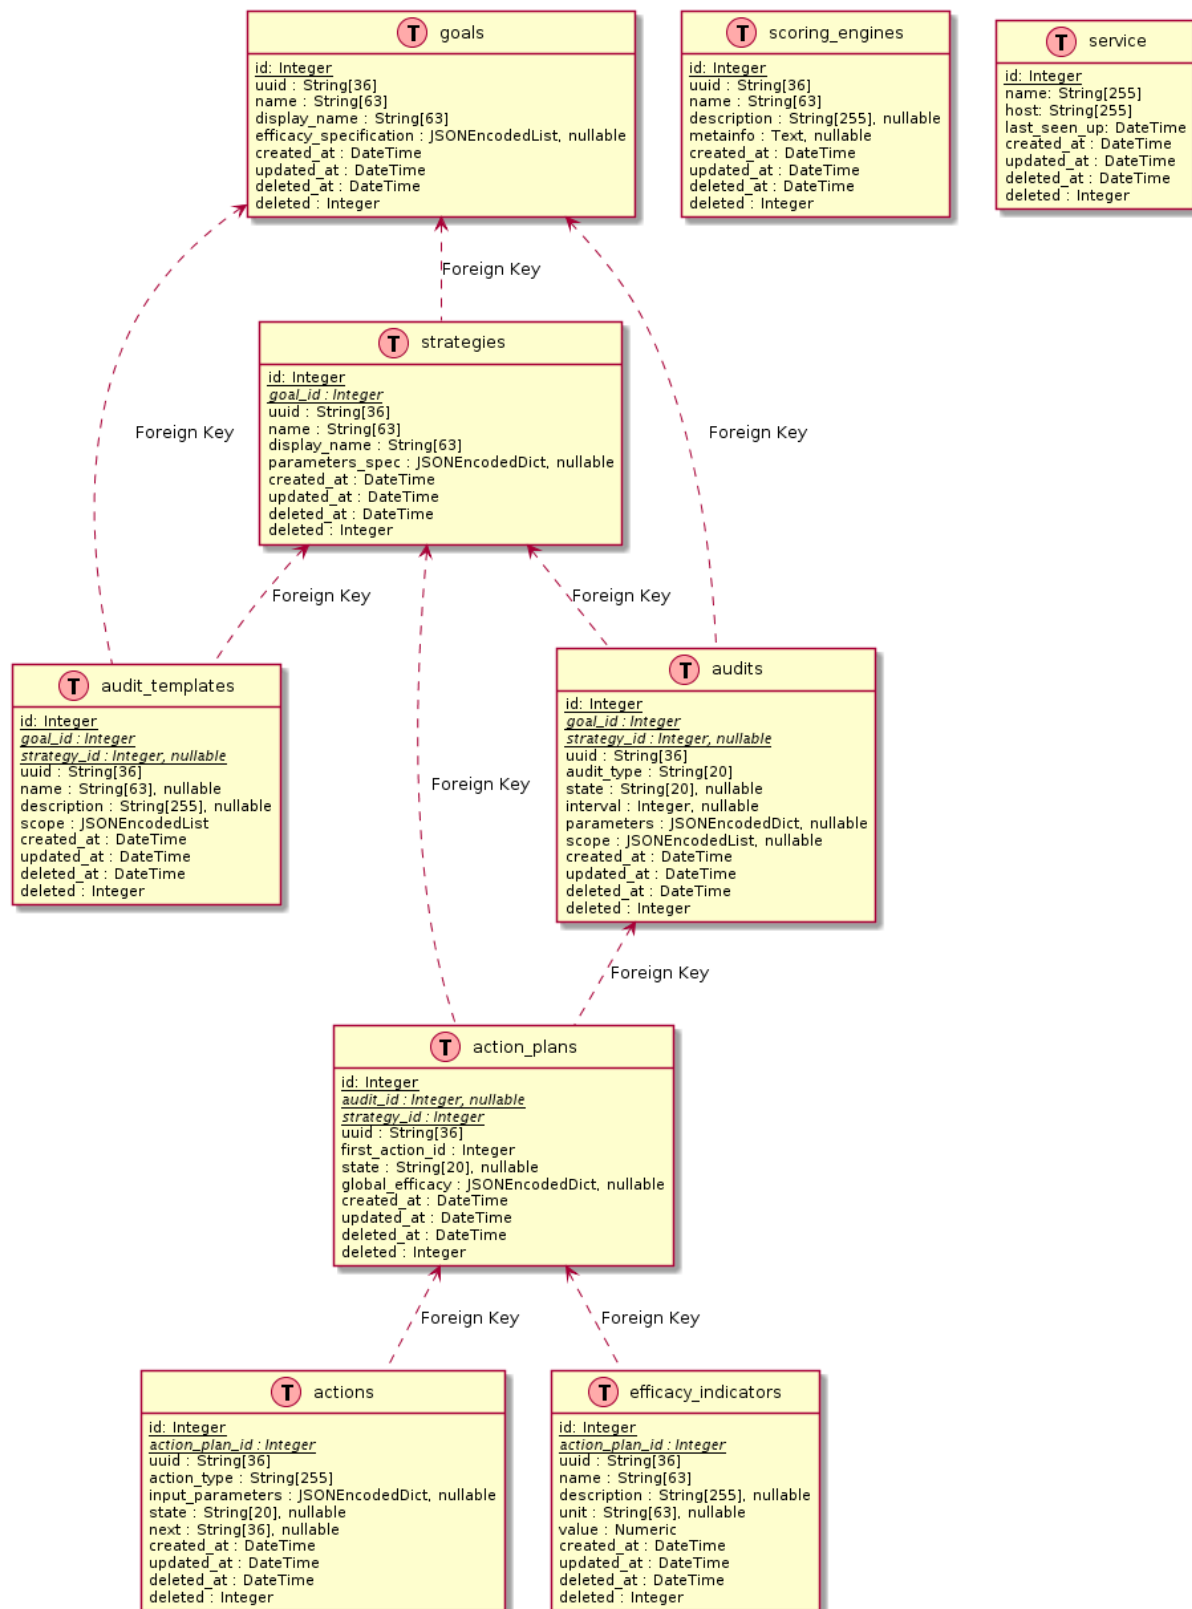 T goals
id: Integer
uuid : String[36]
name : String[63]
display_name : String[63]
efficacy_specification : JSONEncodedList, nullable
created_at : DateTime
updated_at : DateTime
deleted_at : DateTime
deleted : Integer
T scoring_engines
id: Integer
uuid : String[36]
name : String[63]
description : String[255], nullable
metainfo : Text, nullable
created_at : DateTime
updated_at : DateTime
deleted_at : DateTime
deleted : Integer
T service
id: Integer
name: String[255]
host: String[255]
last_seen_up: DateTime
created_at : DateTime
updated_at : DateTime
deleted_at : DateTime
deleted : Integer
Foreign Key
T strategies
id: Integer
goal_id : Integer
uuid : String[36]
name : String[63]
display_name : String[63]
parameters_spec : JSONEncodedDict, nullable
created_at : DateTime
updated_at : DateTime
deleted_at : DateTime
deleted : Integer
Foreign Key
Foreign Key
Foreign Key
Foreign Key
T audit_templates
id: Integer
goal_id : Integer
strategy_id : Integer, nullable
uuid : String[36]
name : String[63], nullable
description : String[255], nullable
scope : JSONEncodedList
created_at : DateTime
updated_at : DateTime
deleted_at : DateTime
deleted : Integer
Foreign Key
T audits
id: Integer
goal_id : Integer
strategy_id : Integer, nullable
uuid : String[36]
audit_type : String[20]
state : String[20], nullable
interval : Integer, nullable
parameters : JSONEncodedDict, nullable
scope : JSONEncodedList, nullable
created_at : DateTime
updated_at : DateTime
deleted_at : DateTime
deleted : Integer
Foreign Key
T action_plans
id: Integer
audit_id : Integer, nullable
strategy_id : Integer
uuid : String[36]
first_action_id : Integer
state : String[20], nullable
global_efficacy : JSONEncodedDict, nullable
created_at : DateTime
updated_at : DateTime
deleted_at : DateTime
deleted : Integer
Foreign Key
Foreign Key
T actions
id: Integer
action_plan_id : Integer
uuid : String[36]
action_type : String[255]
input_parameters : JSONEncodedDict, nullable
state : String[20], nullable
next : String[36], nullable
created_at : DateTime
updated_at : DateTime
deleted_at : DateTime
deleted : Integer
T efficacy_indicators
id: Integer
action_plan_id : Integer
uuid : String[36]
name : String[63]
description : String[255], nullable
unit : String[63], nullable
value : Numeric
created_at : DateTime
updated_at : DateTime
deleted_at : DateTime
deleted : Integer